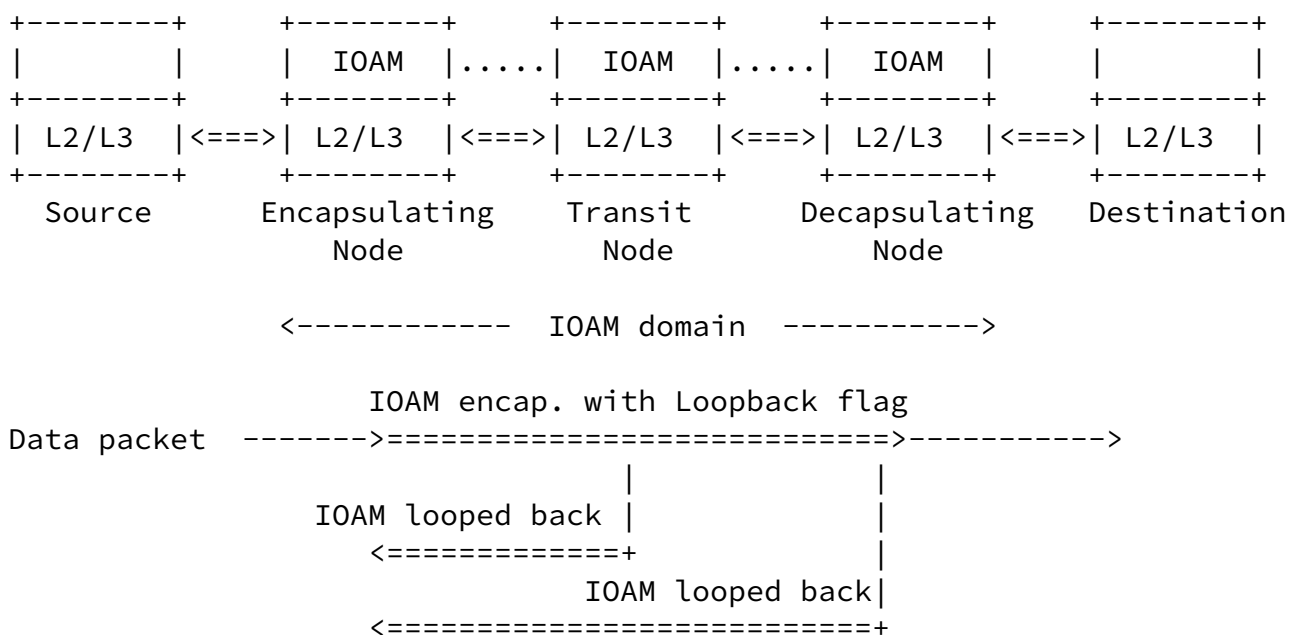 +--------+     +--------+     +--------+     +--------+     +--------+
|        |     |  IOAM  |.....|  IOAM  |.....|  IOAM  |     |        |
+--------+     +--------+     +--------+     +--------+     +--------+
| L2/L3  |<===>| L2/L3  |<===>| L2/L3  |<===>| L2/L3  |<===>| L2/L3  |
+--------+     +--------+     +--------+     +--------+     +--------+
  Source      Encapsulating    Transit      Decapsulating   Destination
                  Node           Node           Node

               <------------  IOAM domain  ----------->

                    IOAM encap. with Loopback flag
Data packet  ------->============================>----------->
                                  |             |
                 IOAM looped back |             |
                    <=============+             |
                                IOAM looped back|
                    <===========================+